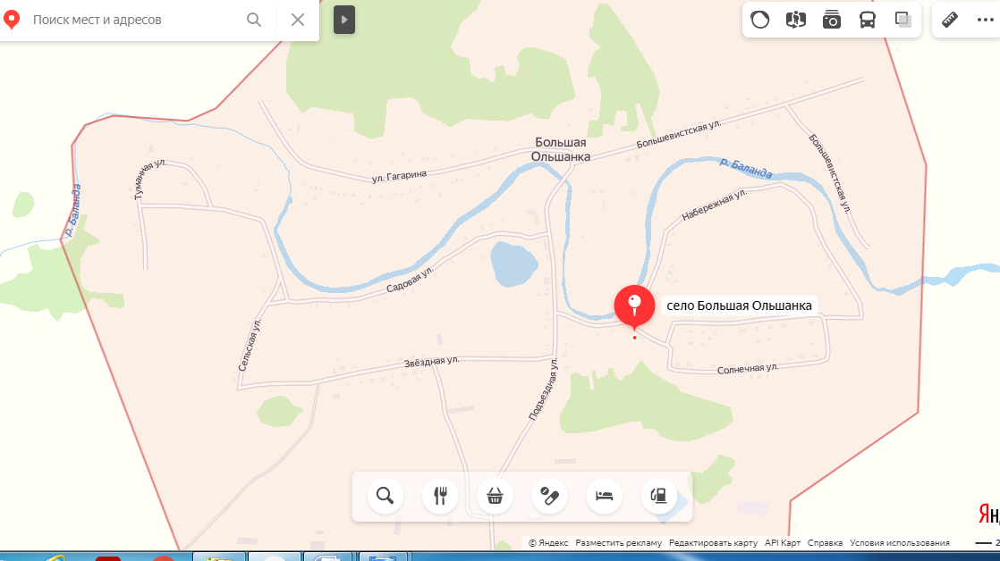 Поиск мест и адресов
Большая
Ольшанка
Большевистская ул.
Большевистская ул.
р. Баланда
Туманная ул.
ул. Гагарина
р. Баланда
Набережная ул.
Садовая ул.
село Большая Ольшанка
Сельская ул.
Звёздная ул.
Подъездная ул.
Солнечная ул.
© Яндекс Разместить рекламу Редактировать карту API Карт Справка Условия использования